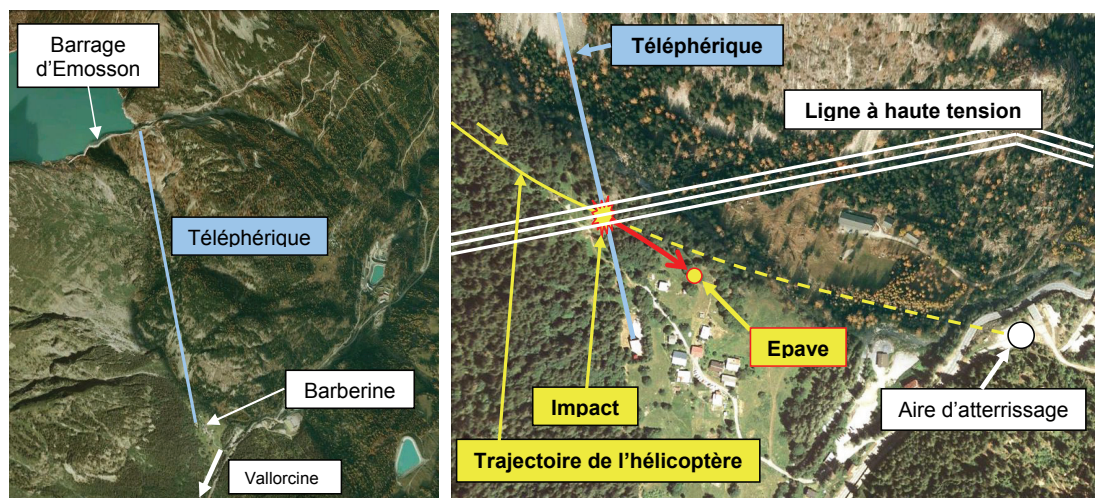 Barrage
d'Emosson
Téléphérique
Barberine
Vallorcine
Téléphérique
Ligne à haute tension
Epave
Impact
Aire d'atterrissage
Trajectoire de l'hélicoptère